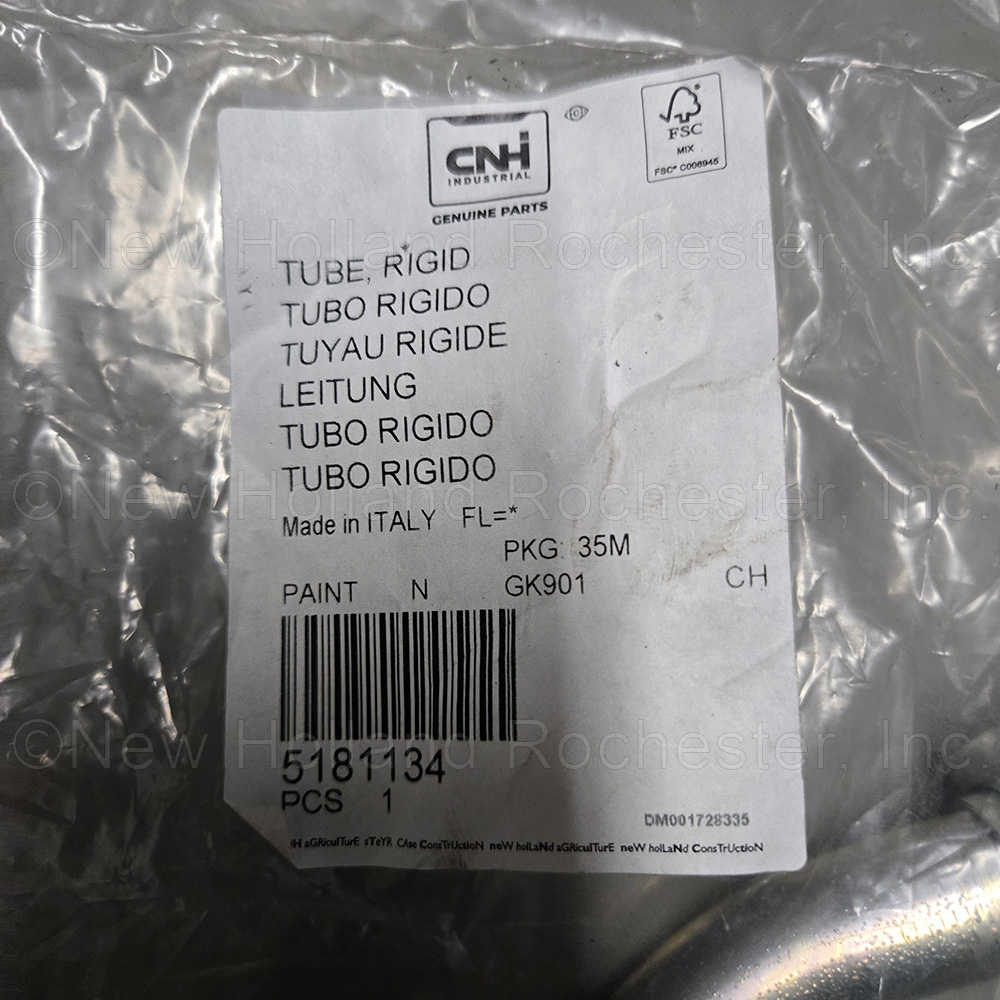 CNH
INDUSTRIAL
GENUINE PARTS
FSC
MIX
FSC® C006945
TUBE, RIGID
TUBO RIGIDO
©New Holland Rochester, Inc.
TUYAU RIGIDE
LEITUNG
TUBO RIGIDO
TUBO RIGIDO
©New Holland Rochester, Inc.
Made in ITALY FL=*
PKG: 35M
PAINT N GK901 CH
©New Holland Rochester, Inc.
5181134
PCS 1
DM001728335
H aGRicuLTurE sTeYR CAse ConsTrUctioN neW holLaNd aGRicuLTurE neW holLaNd ConsTrUctioN